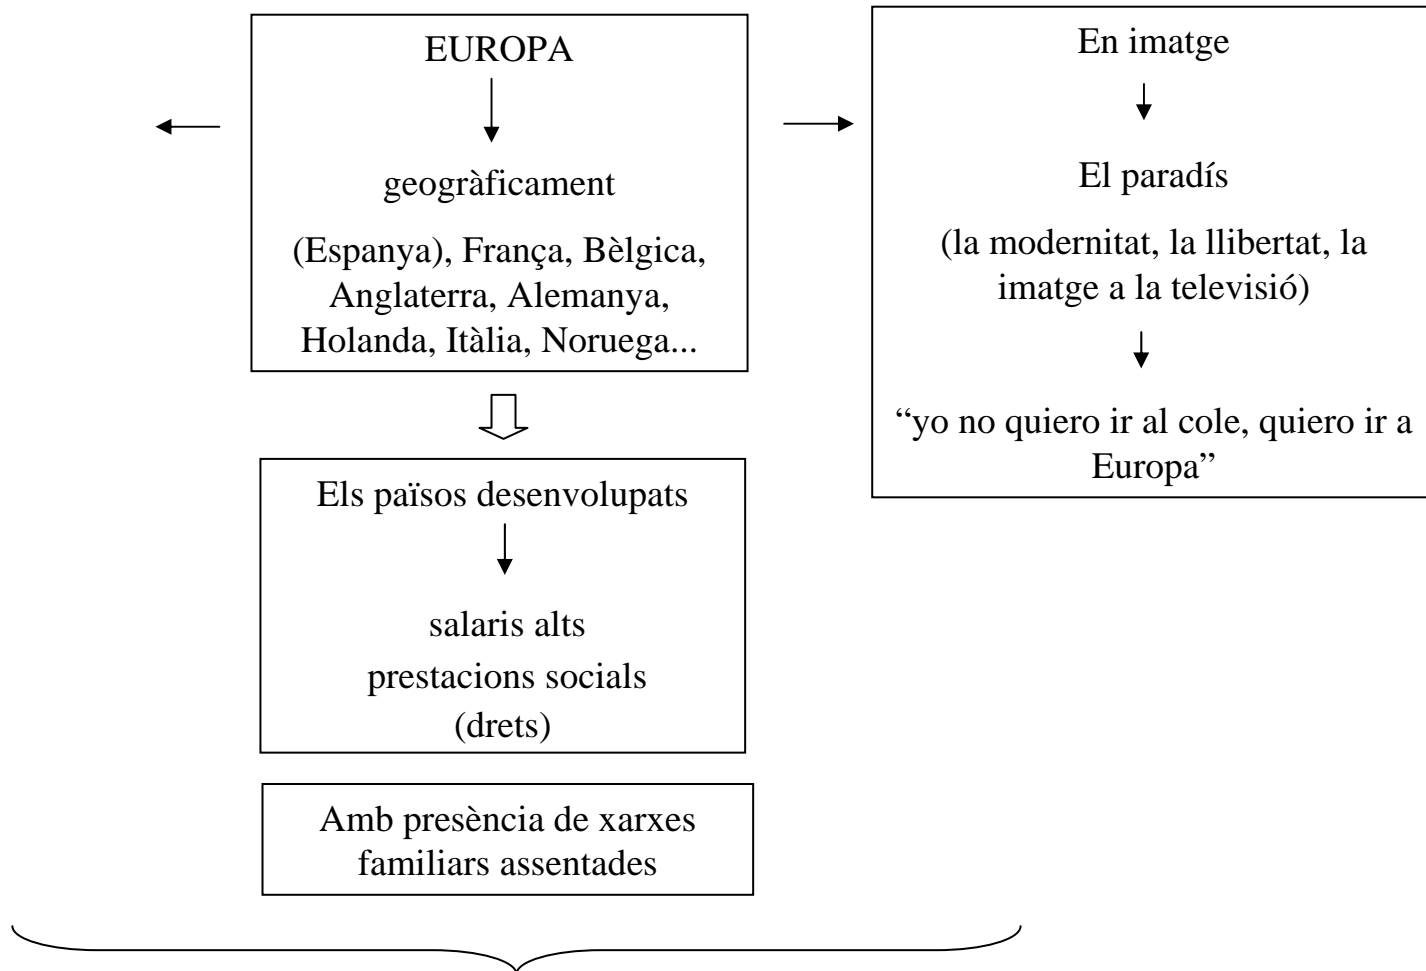 EUROPA
geogràficament
(Espanya), França, Bèlgica,
Anglaterra, Alemanya,
Holanda, Itàlia, Noruega...
Els països desenvolupats
salaris alts
prestacions socials
(drets)
Amb presència de xarxes
familiars assentades
En imatge
El paradís
(la modernitat, la llibertat, la
imatge a la televisió)
“yo no quiero ir al cole, quiero ir a
Europa”